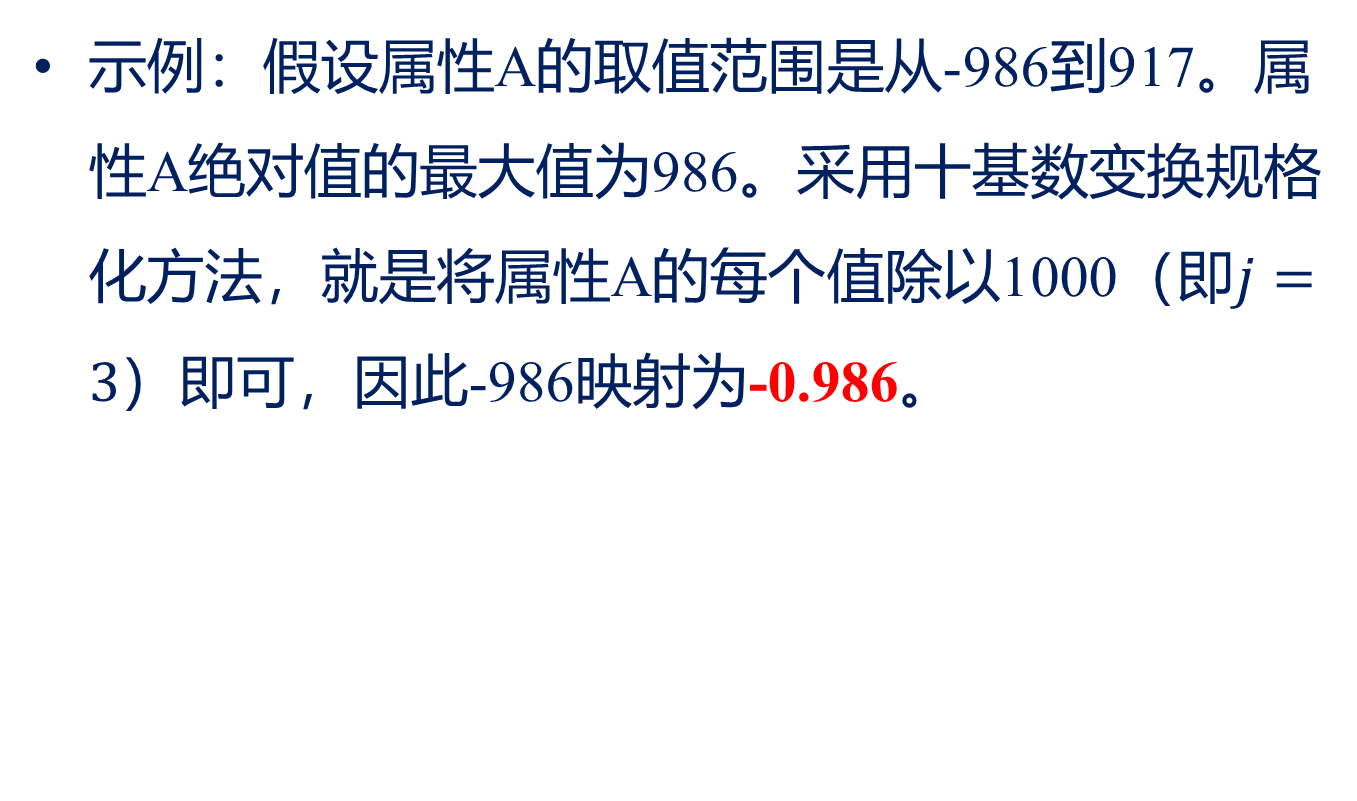 • 示例：假设属性A的取值范围是从-986到917。属
性A绝对值的最大值为986。采用十基数变换规格
化方法，就是将属性A的每个值除以1000（即j =
3）即可，因此-986映射为-0.986。